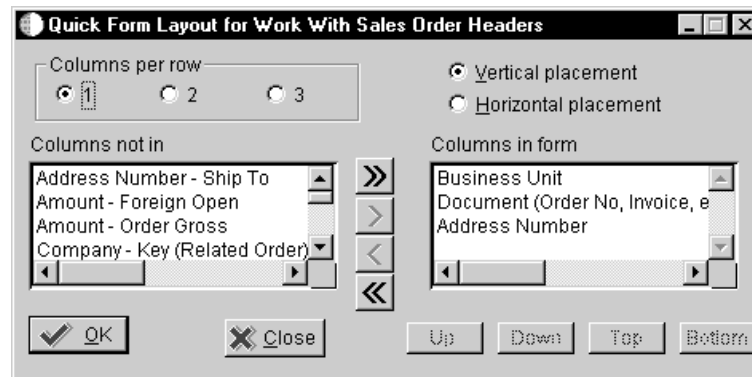 Quick Form Layout for Work With Sales Order Headers
Columns per row
1 2 3
Vertical placement
Horizontal placement
Columns not in
Address Number - Ship To
Amount - Foreign Open
Amount - Order Gross
Company - Key (Related Order)
Columns in form
Business Unit
Document (Order No, Invoice, e
Address Number
OK
Close
Up
Down
Top
Bottom